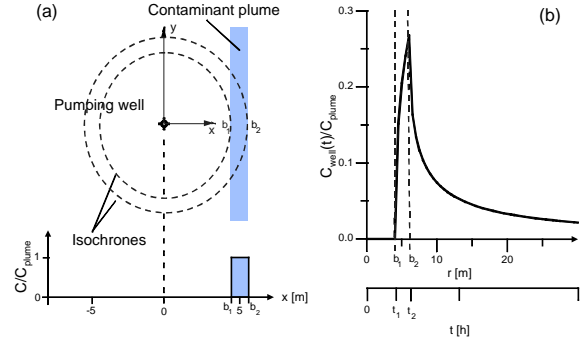 (a)
Contaminant plume
y
Pumping well
x
b1
b2
Isochrones
C/Cplume
1
0
-5
0
b1
5
b2
x [m]
(b)
Cwell(t)/Cplume
0.3
0.2
0.1
0.0
0
b1
b2
20
r [m]
0
t1
t2
t [h]